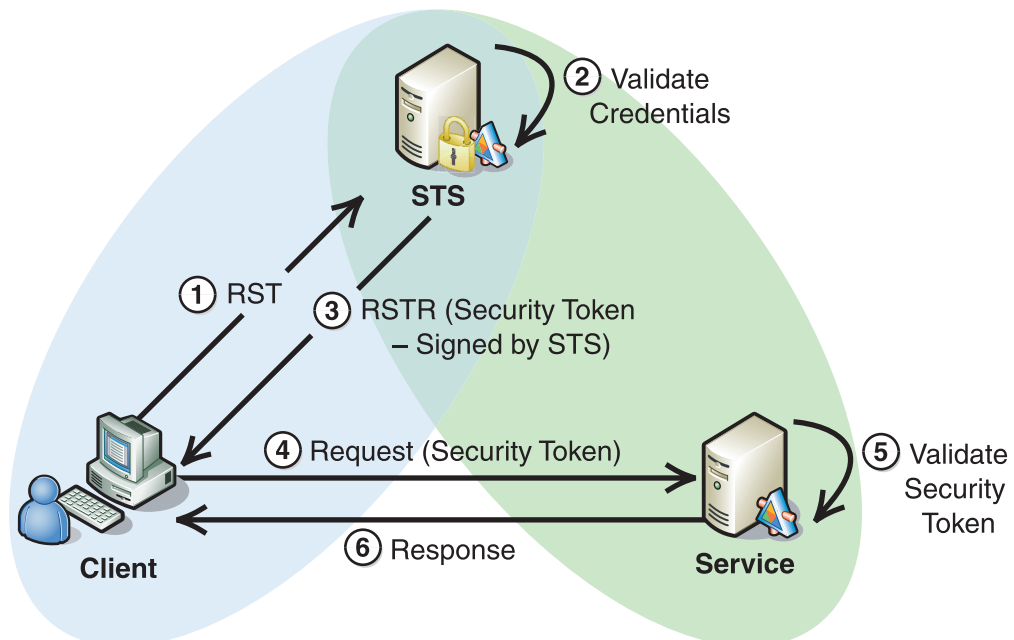 2 Validate
Credentials
STS
1 RST
3 RSTR (Security Token
– Signed by STS)
4 Request (Security Token)
5 Validate
Security
Token
6 Response
Client
Service